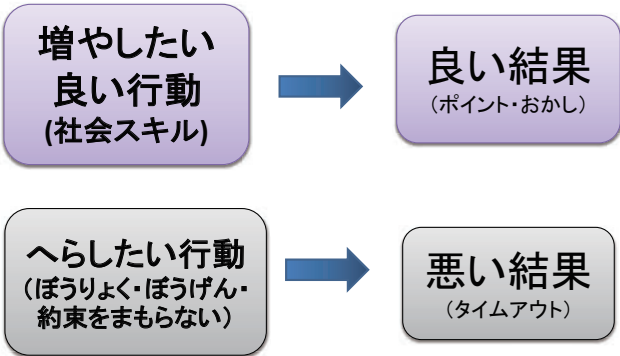 増やしたい
良い行動
(社会スキル)
良い結果
（ポイント・おかし）
へらしたい行動
（ぼうりょく・ぼうげん・
約束をまもらない）
悪い結果
（タイムアウト）